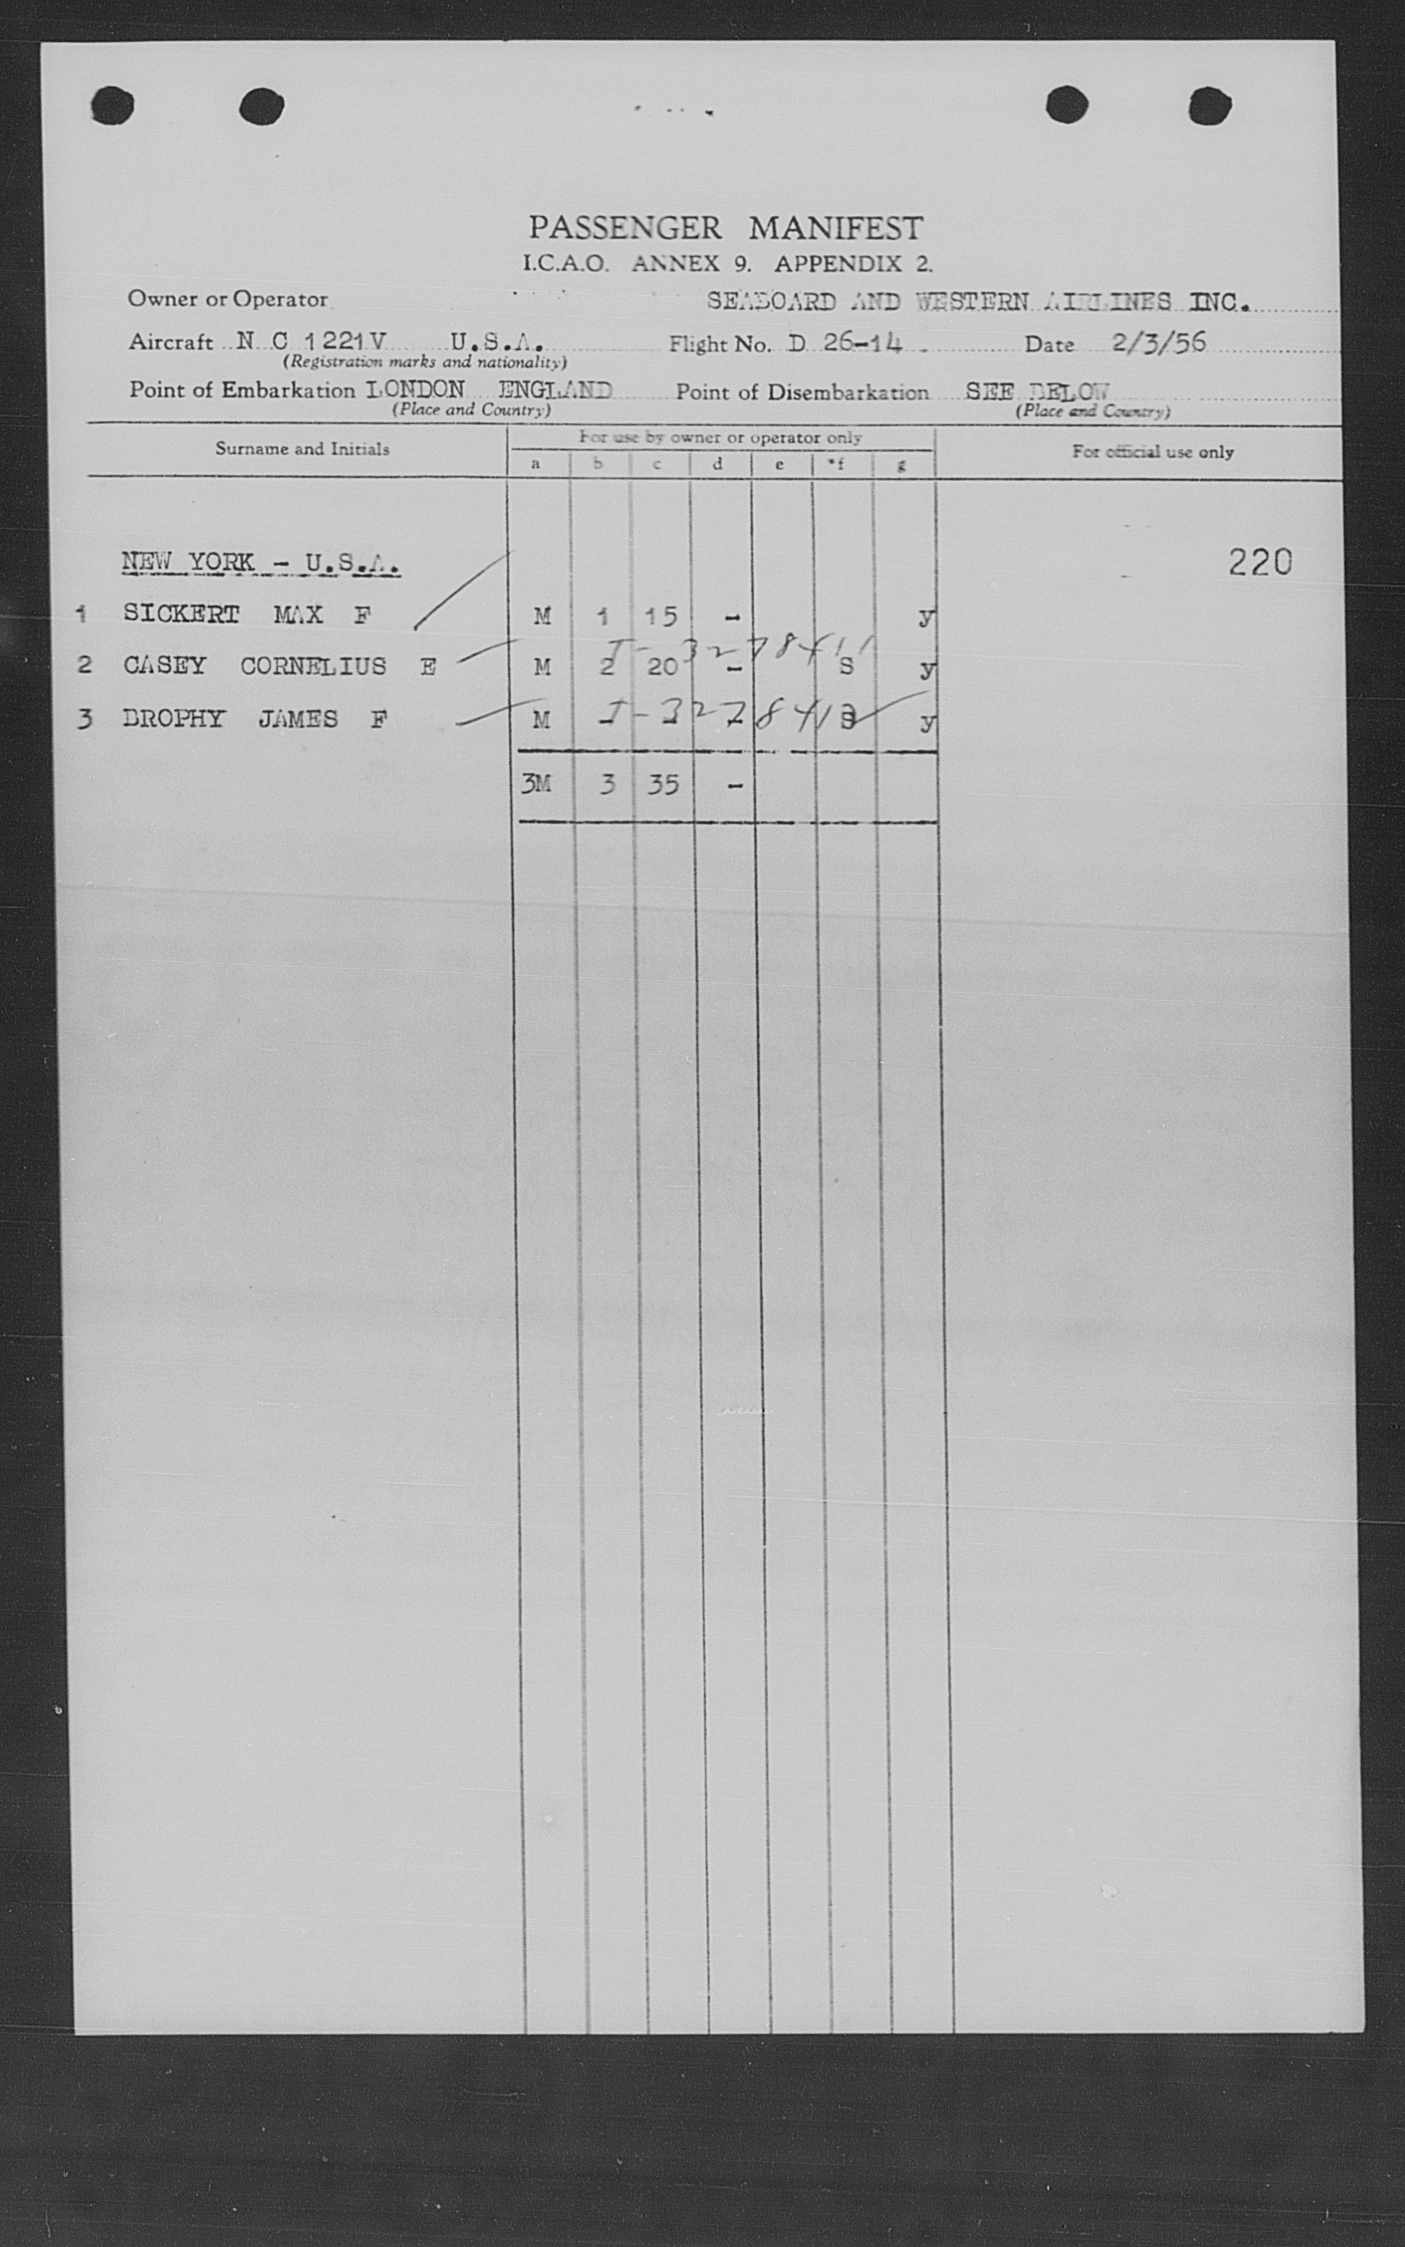 PASSENGER MANIFEST
I.C.A.O. ANNEX 9. APPENDIX 2.
Owner or Operator SEABOARD AND WESTERN AIRLINES INC.
Aircraft N C 1221V U.S.A. Flight No. D 26-14 Date 2/3/56
(Registration marks and nationality)
Point of Embarkation LONDON ENGLAND Point of Disembarkation SEE BELOW
(Place and Country) (Place and Country)
Surname and Initials For use by owner or operator only For official use only
a b c d e *f g
NEW YORK - U.S.A. 220
1 SICKERT MAX F M 1 15 - y
I-3278411
2 CASEY CORNELIUS E M 2 20 - S y
3 BROPHY JAMES F M I-3278412 y
3M 3 35 -